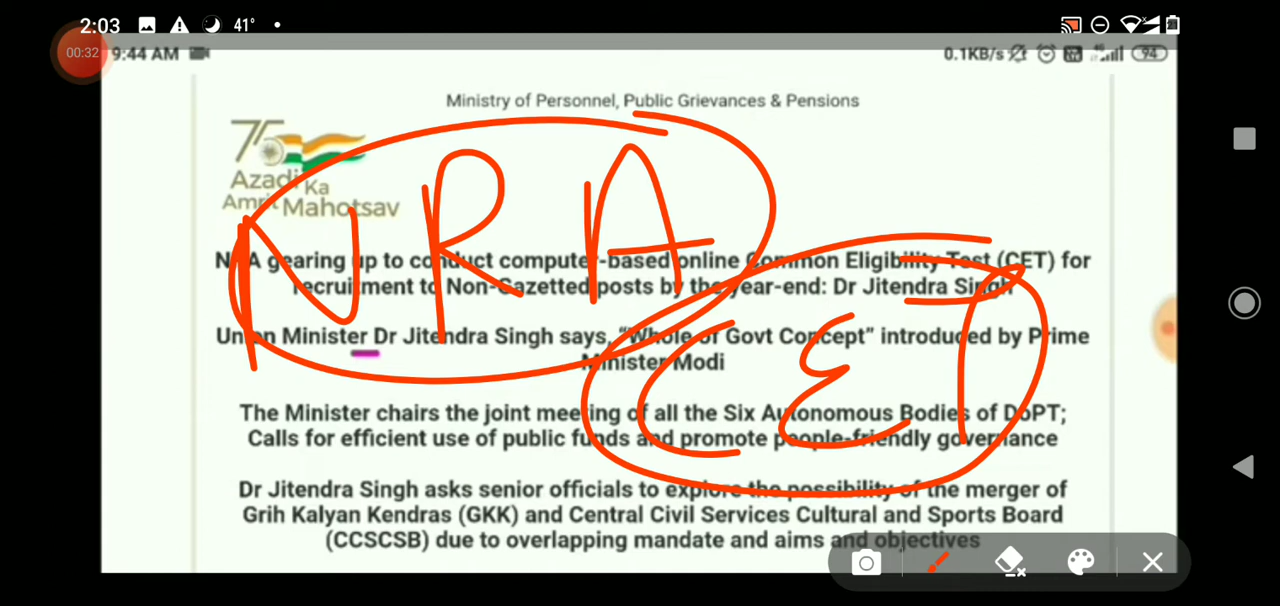 2:03 41°
00:32 9:44 AM 0.1KB/s 94
Ministry of Personnel, Public Grievances & Pensions
75
Azadi Ka
Amrit Mahotsav
NRA
NRA gearing up to conduct computer-based online Common Eligibility Test (CET) for
recruitment to Non-Gazetted posts by the year-end: Dr Jitendra Singh
Union Minister Dr Jitendra Singh says, “Whole of Govt Concept” introduced by Prime
Minister Modi
CET
The Minister chairs the joint meeting of all the Six Autonomous Bodies of DoPT;
Calls for efficient use of public funds and promote people-friendly governance
Dr Jitendra Singh asks senior officials to explore the possibility of the merger of
Grih Kalyan Kendras (GKK) and Central Civil Services Cultural and Sports Board
(CCSCSB) due to overlapping mandate and aims and objectives